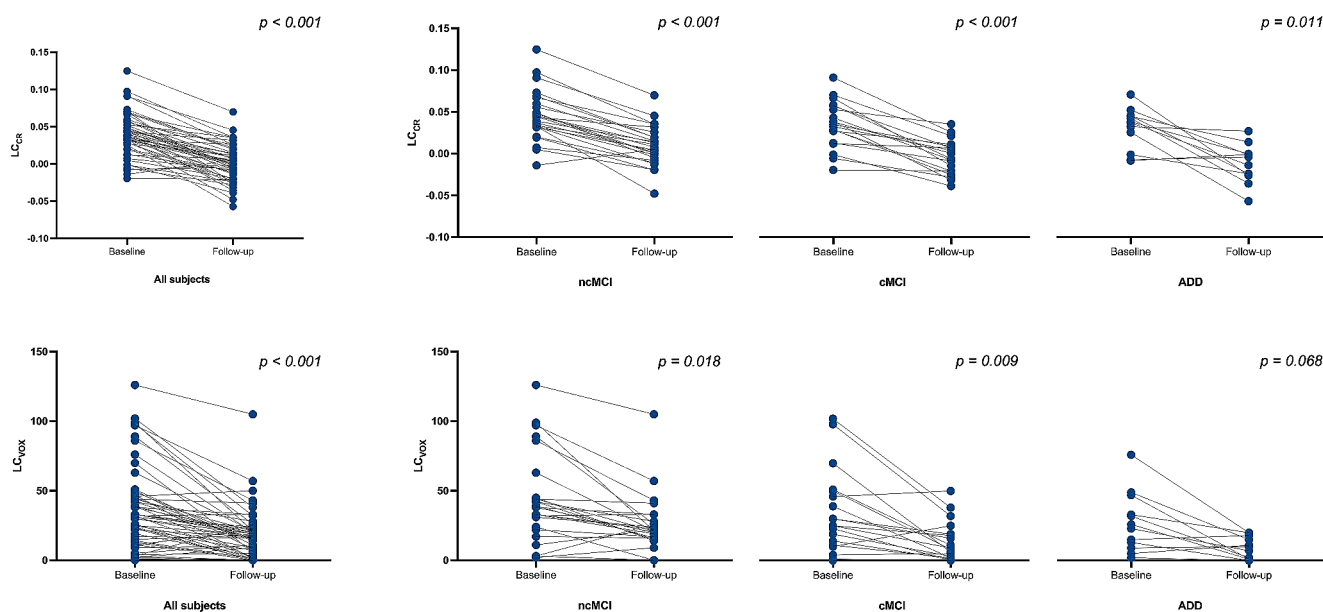 p < 0.001
p < 0.001
p < 0.001
p = 0.011
LC_CR
0.15
0.10
0.05
0.00
-0.05
-0.10
Baseline
Follow-up
All subjects
LC_CR
0.15
0.10
0.05
0.00
-0.05
-0.10
Baseline
Follow-up
ncMCI
Baseline
Follow-up
cMCI
Baseline
Follow-up
ADD
p < 0.001
p = 0.018
p = 0.009
p = 0.068
LC_VOX
150
100
50
0
Baseline
Follow-up
All subjects
LC_VOX
150
100
50
0
Baseline
Follow-up
ncMCI
Baseline
Follow-up
cMCI
Baseline
Follow-up
ADD